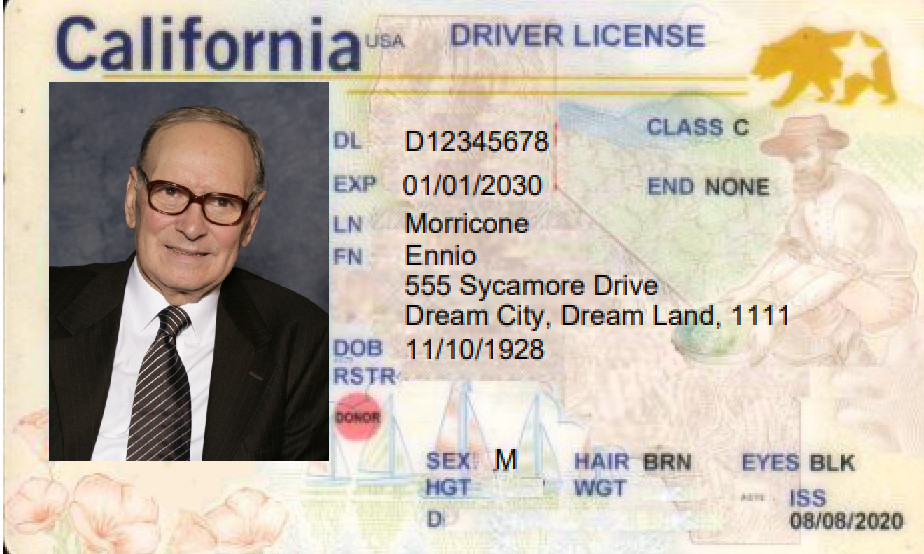 California USA DRIVER LICENSE
DL D12345678 CLASS C
EXP 01/01/2030 END NONE
LN Morricone
FN Ennio
555 Sycamore Drive
Dream City, Dream Land, 1111
DOB 11/10/1928
RSTR
DONOR
SEX M HAIR BRN EYES BLK
HGT WGT
ISS
08/08/2020